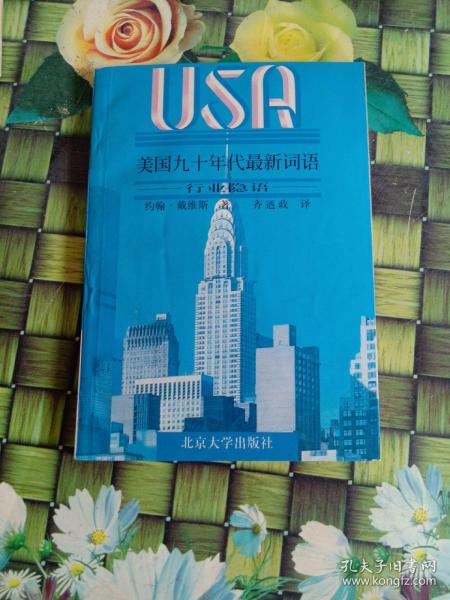 USA
美国九十年代最新词语
行业隐语
约翰·戴维斯 著 齐迺政 译
北京大学出版社
孔夫子旧书网
www.kongfz.com